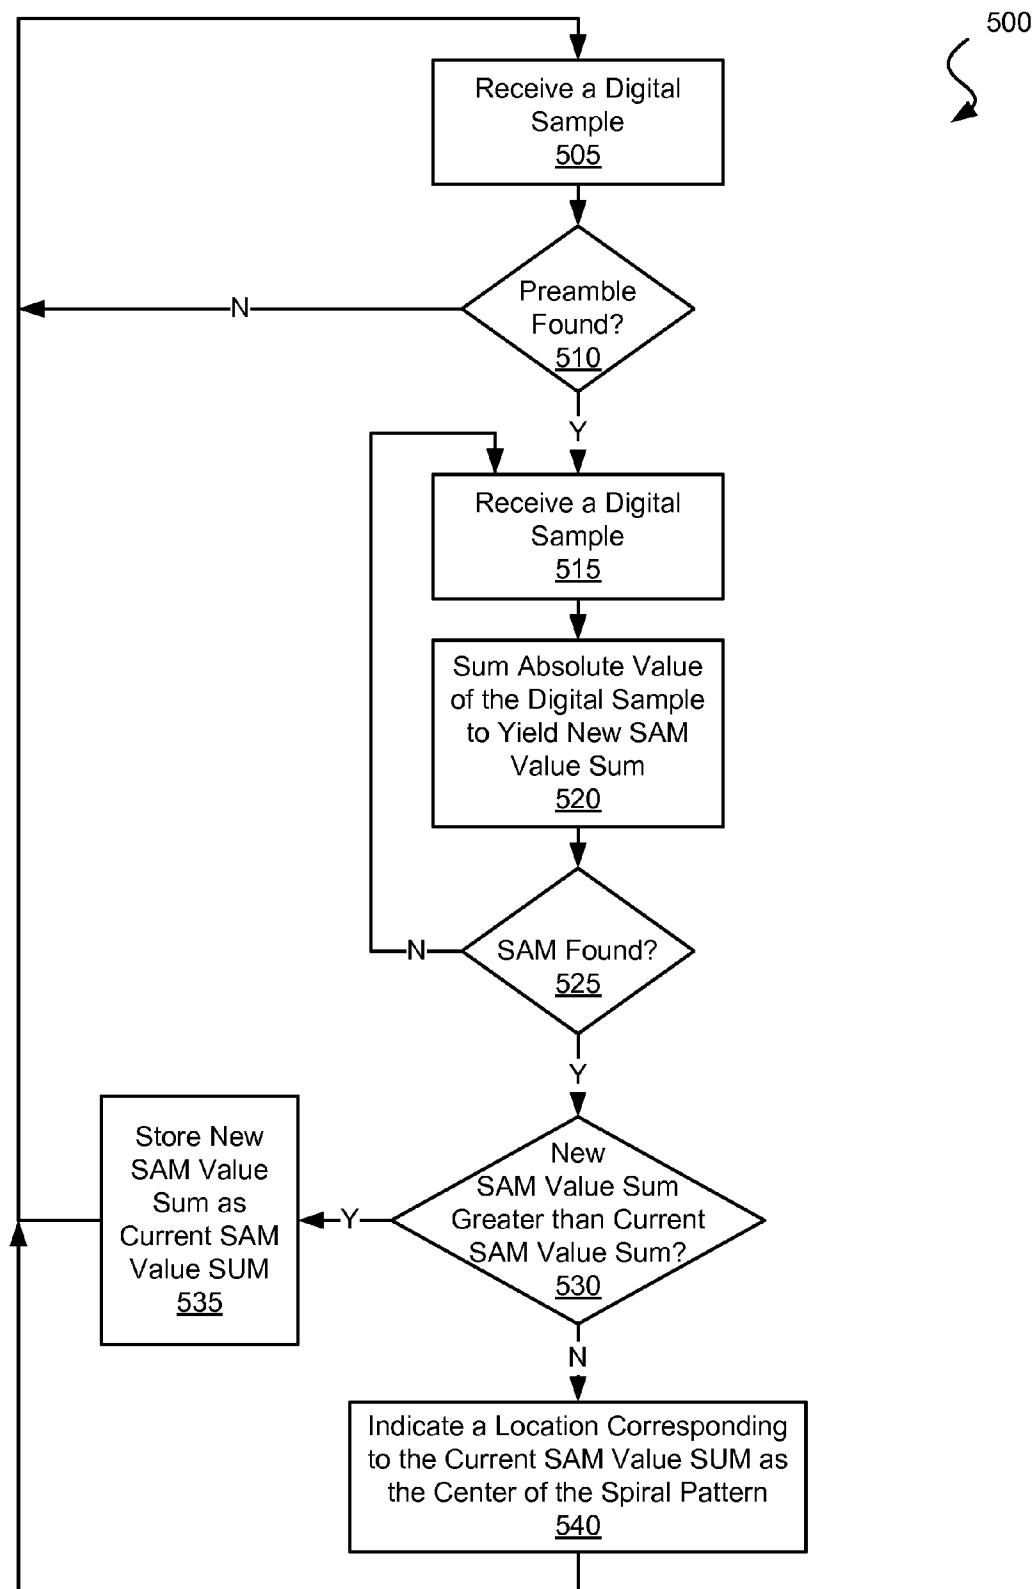 500
Receive a Digital
Sample
505
Preamble
Found?
510
N
Y
Receive a Digital
Sample
515
Sum Absolute Value
of the Digital Sample
to Yield New SAM
Value Sum
520
SAM Found?
525
N
Y
New
SAM Value Sum
Greater than Current
SAM Value Sum?
530
Y
Store New
SAM Value
Sum as
Current SAM
Value SUM
535
N
Indicate a Location Corresponding
to the Current SAM Value SUM as
the Center of the Spiral Pattern
540